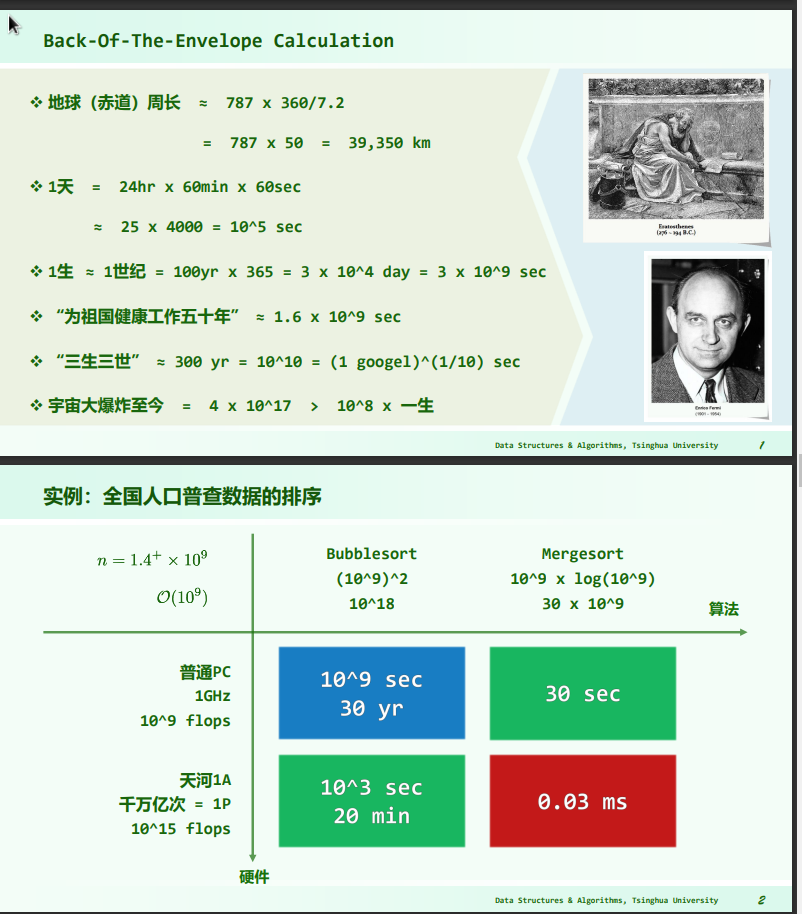 Back-Of-The-Envelope Calculation
❖ 地球（赤道）周长 ≈ 787 x 360/7.2
= 787 x 50 = 39,350 km
❖ 1天 = 24hr x 60min x 60sec
≈ 25 x 4000 = 10^5 sec
❖ 1生 ≈ 1世纪 = 100yr x 365 = 3 x 10^4 day = 3 x 10^9 sec
❖ “为祖国健康工作五十年” ≈ 1.6 x 10^9 sec
❖ “三生三世” ≈ 300 yr = 10^10 = (1 googel)^(1/10) sec
❖ 宇宙大爆炸至今 = 4 x 10^17 > 10^8 x 一生
Eratosthenes
(276 - 194 B.C.)
Enrico Fermi
(1901 - 1954)
Data Structures & Algorithms, Tsinghua University 1
实例：全国人口普查数据的排序
n = 1.4⁺ × 10⁹
𝒪(10⁹)
Bubblesort
(10^9)^2
10^18
Mergesort
10^9 x log(10^9)
30 x 10^9
算法
普通PC
1GHz
10^9 flops
10^9 sec
30 yr
30 sec
天河1A
千万亿次 = 1P
10^15 flops
10^3 sec
20 min
0.03 ms
硬件
Data Structures & Algorithms, Tsinghua University 2